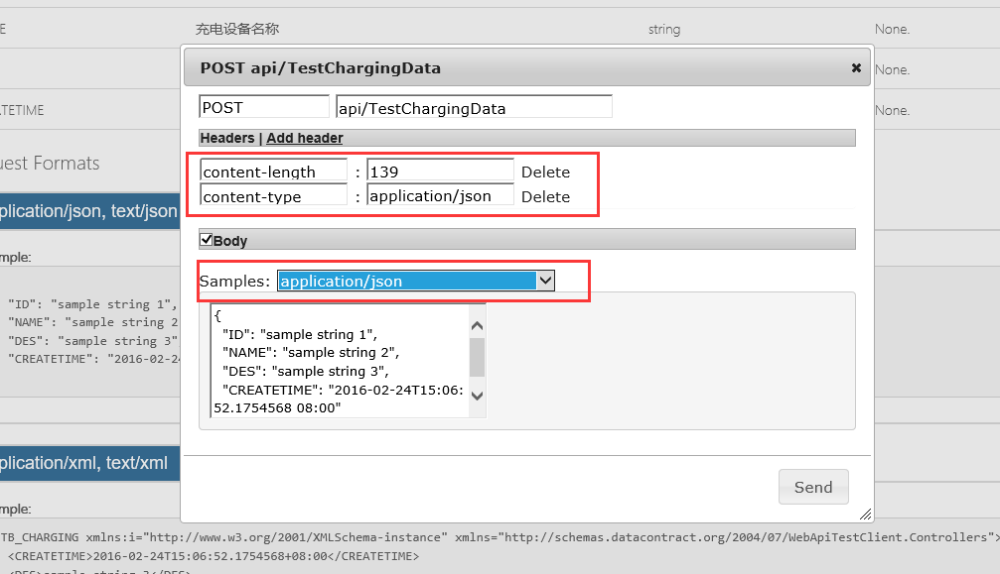 E 充电设备名称 string None.
None.
ATETIME None.
POST api/TestChargingData
POST api/TestChargingData
Headers | Add header
content-length : 139 Delete
content-type : application/json Delete
uest Formats
plication/json, text/json
Body
mple:
Samples: application/json
"ID": "sample string 1",
"NAME": "sample string 2
"DES": "sample string 3"
"CREATETIME": "2016-02-24
{
"ID": "sample string 1",
"NAME": "sample string 2",
"DES": "sample string 3",
"CREATETIME": "2016-02-24T15:06:
52.1754568 08:00"
plication/xml, text/xml
Send
mple:
TB_CHARGING xmlns:i="http://www.w3.org/2001/XMLSchema-instance" xmlns="http://schemas.datacontract.org/2004/07/WebApiTestClient.Controllers">
<CREATETIME>2016-02-24T15:06:52.1754568+08:00</CREATETIME>
<DES>sample string 3</DES>